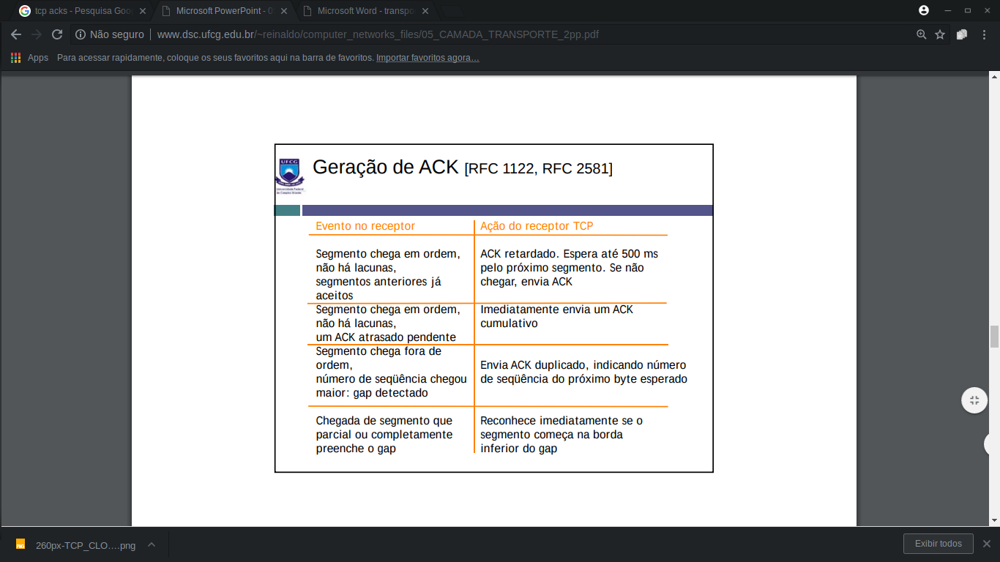 tcp acks - Pesquisa Goo
Microsoft PowerPoint - 0
Microsoft Word - transpo
Não seguro
www.dsc.ufcg.edu.br/~reinaldo/computer_networks_files/05_CAMADA_TRANSPORTE_2pp.pdf
Apps
Para acessar rapidamente, coloque os seus favoritos aqui na barra de favoritos. Importar favoritos agora…
UFCG
Universidade Federal
de Campina Grande
Geração de ACK [RFC 1122, RFC 2581]
Evento no receptor
Ação do receptor TCP
Segmento chega em ordem,
não há lacunas,
segmentos anteriores já
aceitos
ACK retardado. Espera até 500 ms
pelo próximo segmento. Se não
chegar, envia ACK
Segmento chega em ordem,
não há lacunas,
um ACK atrasado pendente
Imediatamente envia um ACK
cumulativo
Segmento chega fora de
ordem,
número de seqüência chegou
maior: gap detectado
Envia ACK duplicado, indicando número
de seqüência do próximo byte esperado
Chegada de segmento que
parcial ou completamente
preenche o gap
Reconhece imediatamente se o
segmento começa na borda
inferior do gap
260px-TCP_CLO....png
Exibir todos